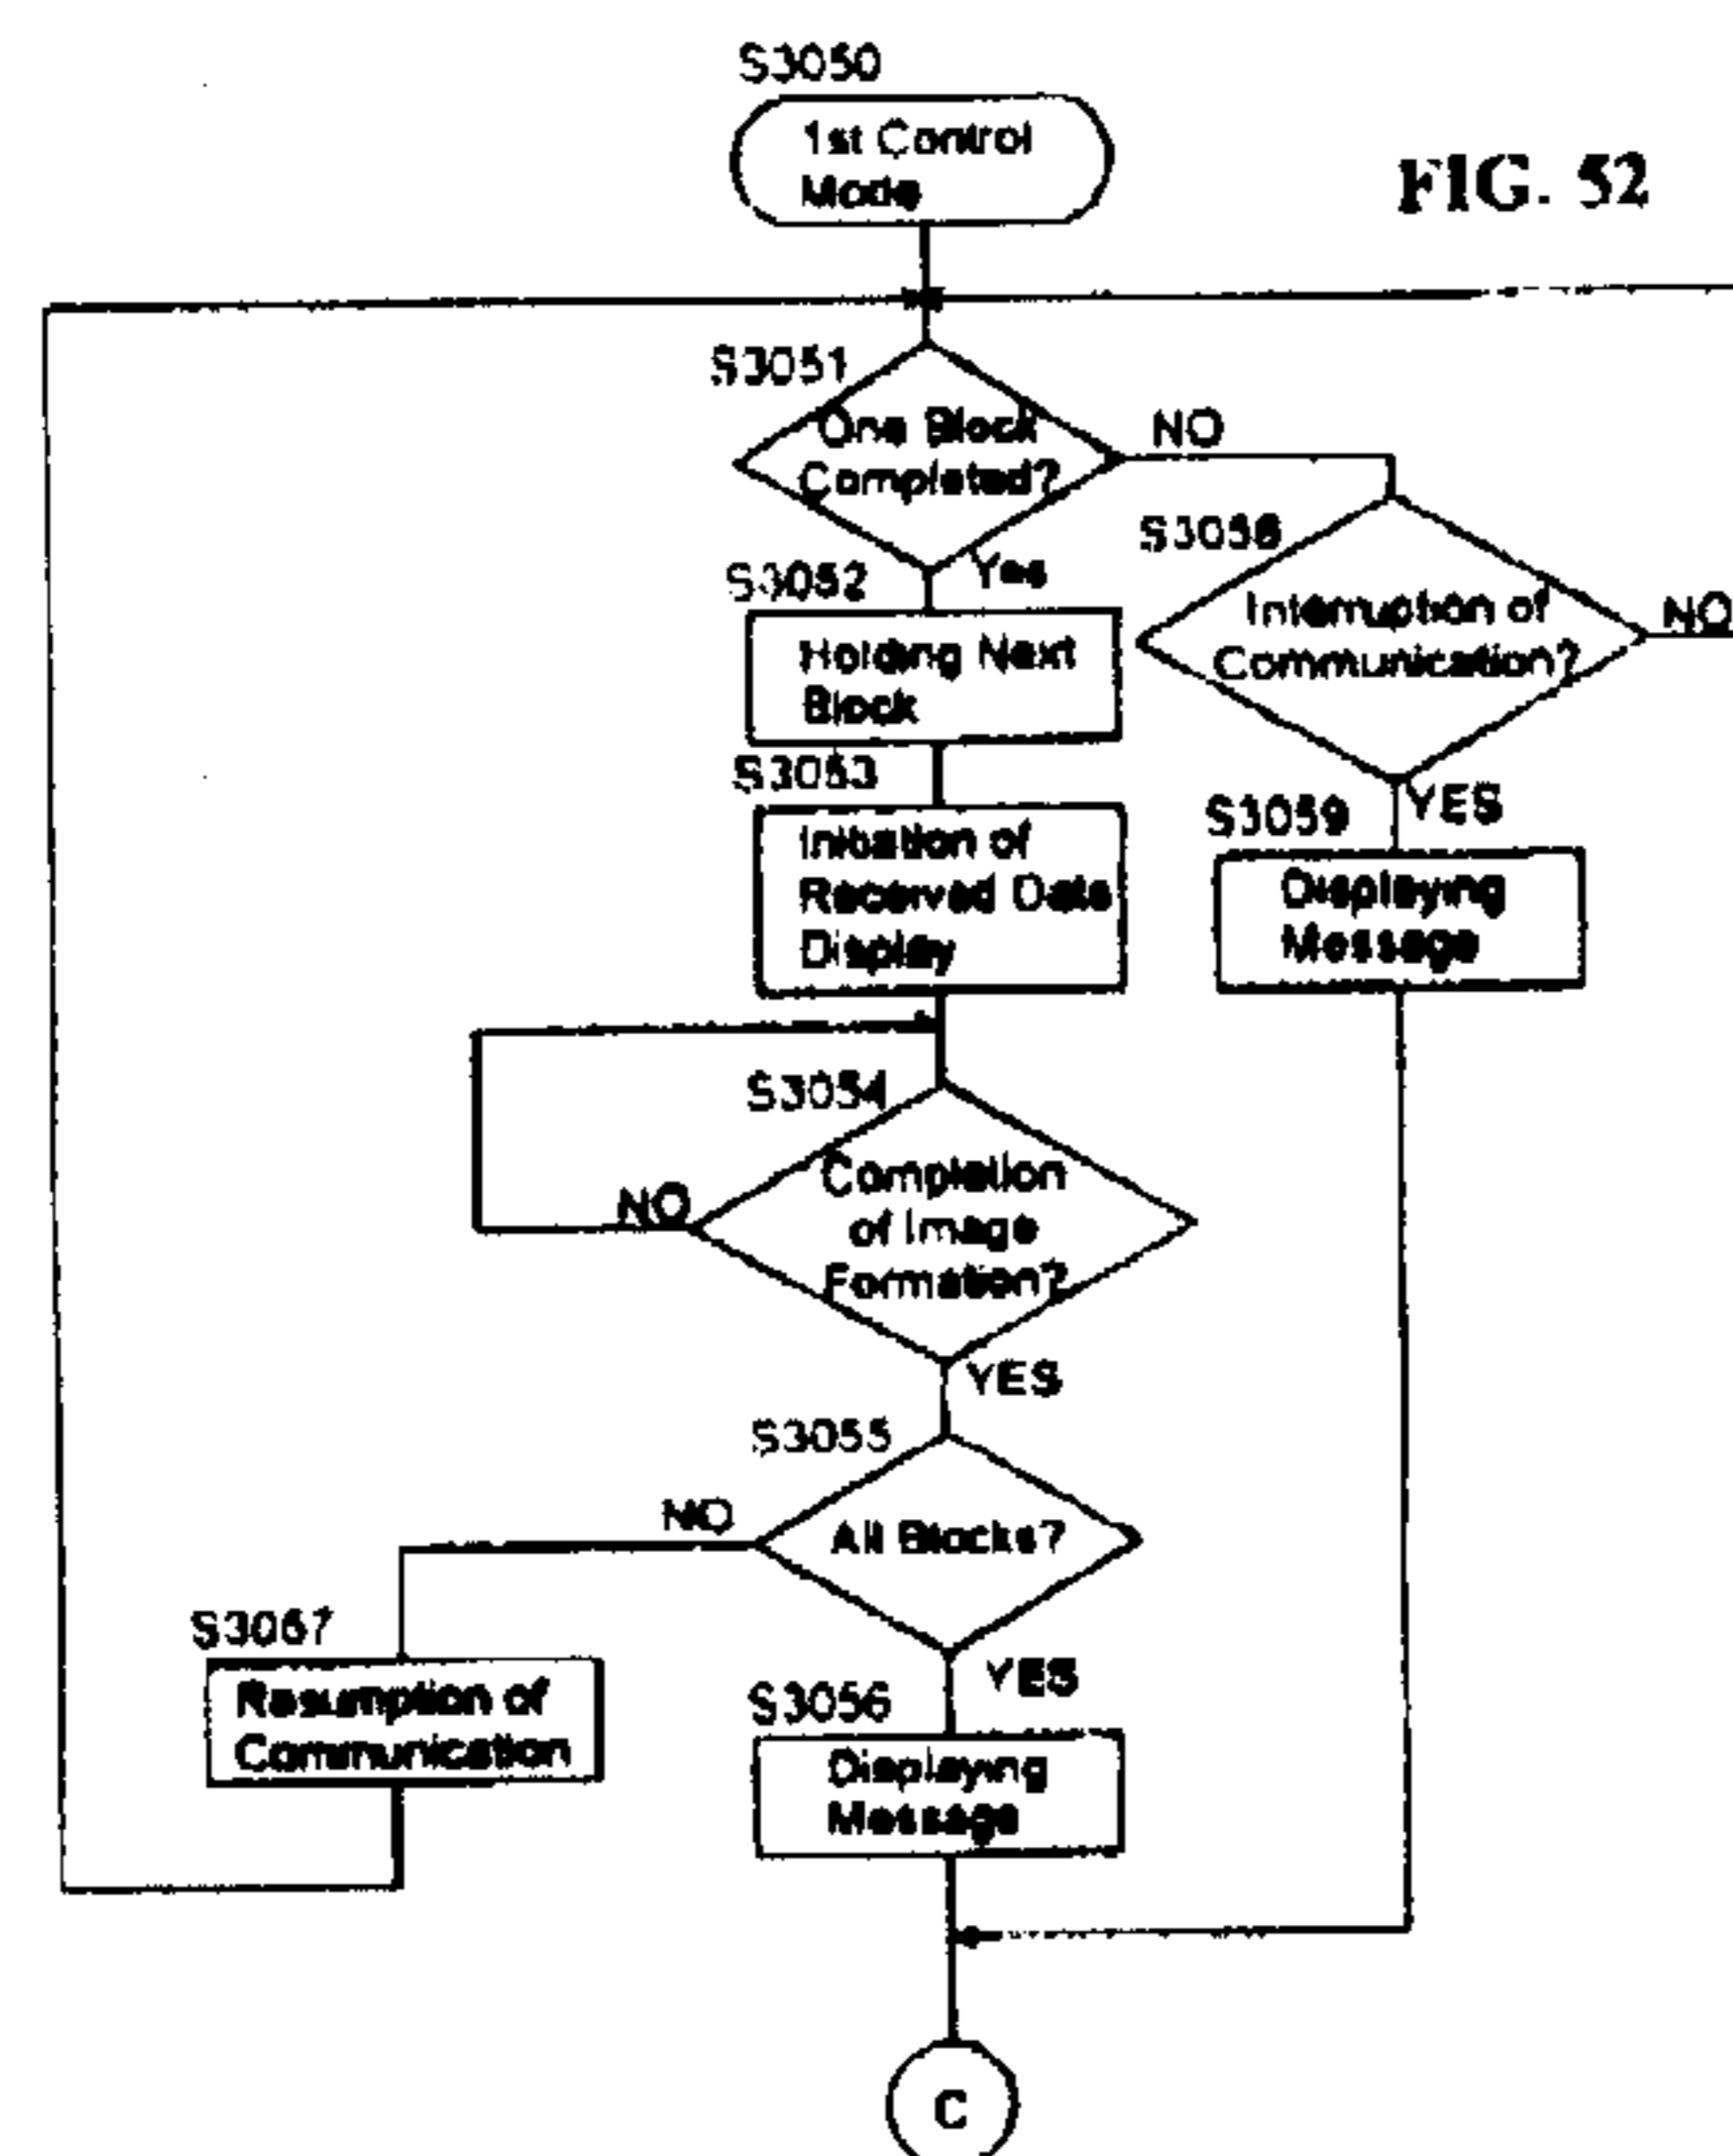 S3050
1st Control
Mode
FIG. 52
S3051
One Block
Completed?
NO
Yes
S3052
Holding Next
Block
S3058
Interruption of
Communication?
NO
YES
S3053
Initiation of
Received Data
Display
S3059
Displaying
Message
S3054
Completion
of Image
Formation?
NO
YES
S3055
All Blocks?
NO
YES
S3057
Resumption of
Communication
S3056
Displaying
Message
C